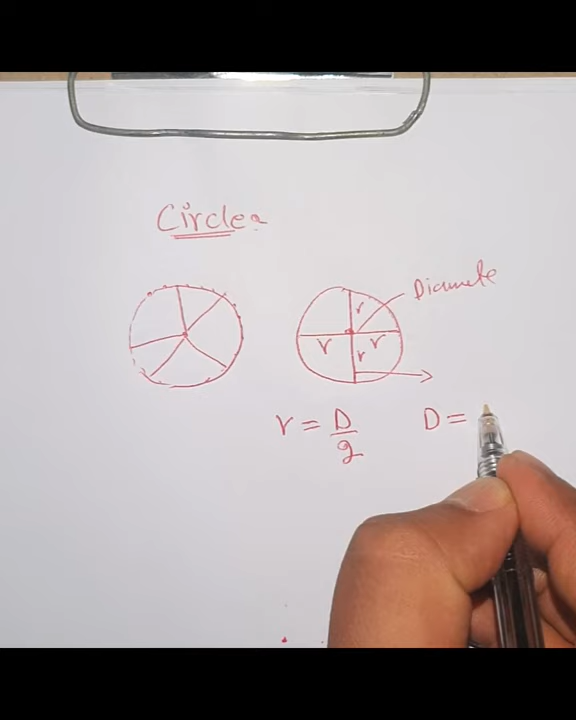 Circle
Diamete
r
r r
r
r = D/2 D =